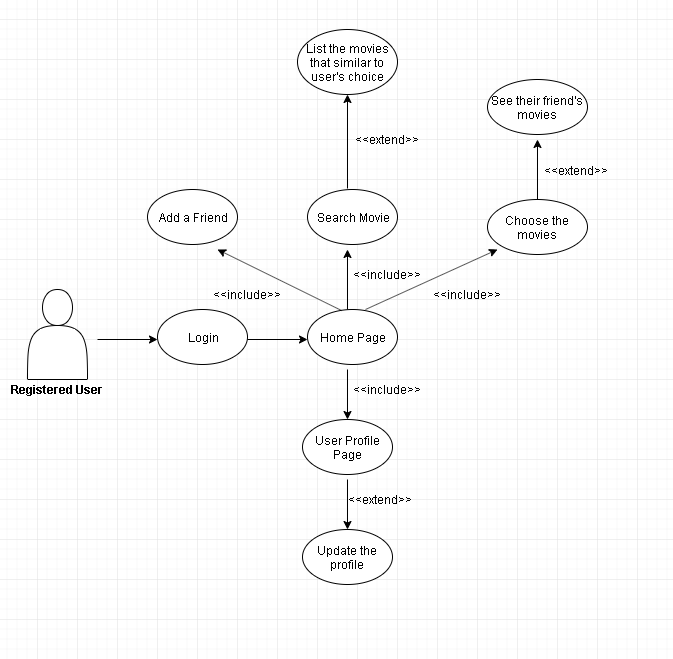 List the movies
that similar to
user's choice
See their friend's
movies
<<extend>>
<<extend>>
Add a Friend
Search Movie
Choose the
movies
<<include>>
<<include>>
<<include>>
Login
Home Page
Registered User
<<include>>
User Profile
Page
<<extend>>
Update the
profile